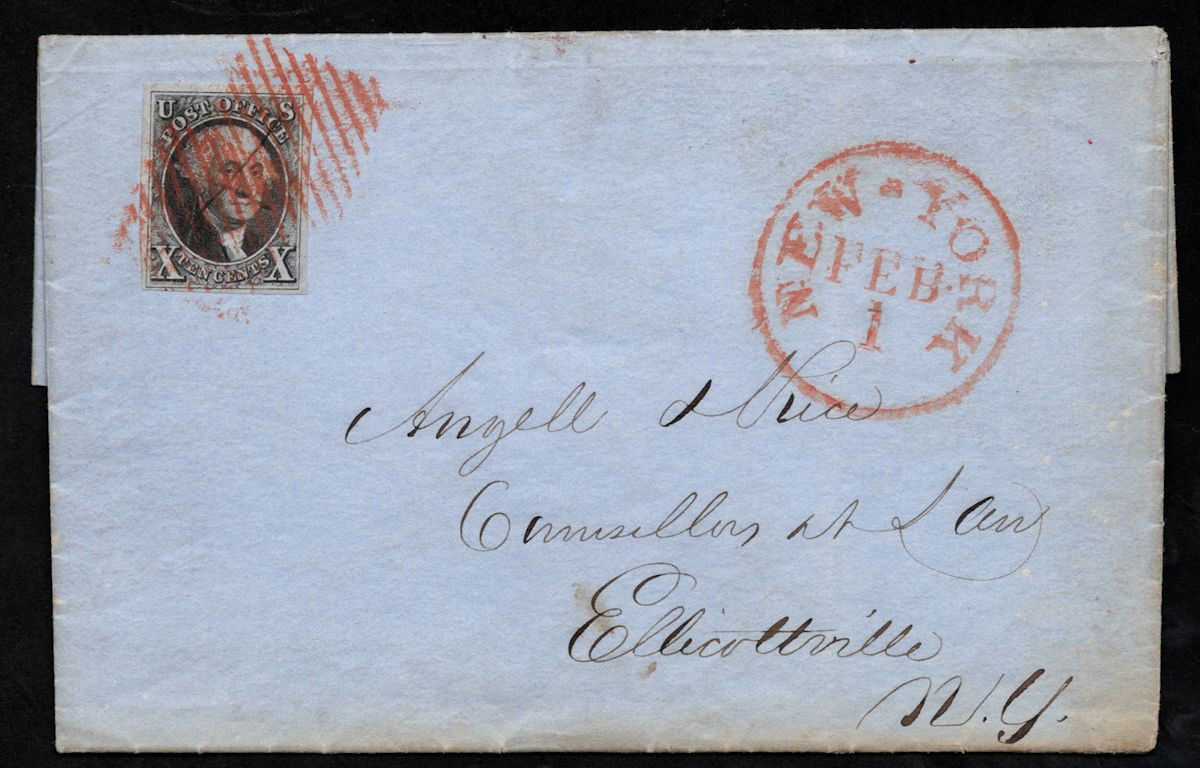 U S
POST OFFICE
X TEN CENTS X
NEW-YORK
FEB
1
Angell & Rice
Counsellors at Law
Ellicottville
N.Y.